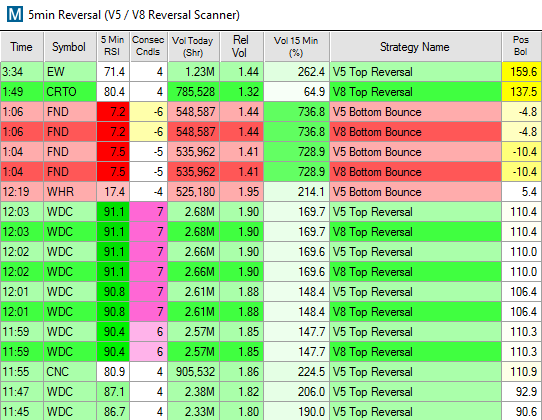 M 5min Reversal (V5 / V8 Reversal Scanner)
Time Symbol 5 Min RSI Consec Cndls Vol Today (Shr) Rel Vol Vol 15 Min (%) Strategy Name Pos Bol
3:34 EW 71.4 4 1.23M 1.44 262.4 V5 Top Reversal 159.6
1:49 CRTO 80.4 4 785,528 1.32 64.9 V8 Top Reversal 137.5
1:06 FND 7.2 -6 548,587 1.44 736.8 V5 Bottom Bounce -4.8
1:06 FND 7.2 -6 548,587 1.44 736.8 V8 Bottom Bounce -4.8
1:04 FND 7.5 -5 535,962 1.41 728.9 V5 Bottom Bounce -10.4
1:04 FND 7.5 -5 535,962 1.41 728.9 V8 Bottom Bounce -10.4
12:19 WHR 17.4 -4 525,180 1.95 214.1 V5 Bottom Bounce 5.4
12:03 WDC 91.1 7 2.68M 1.90 169.7 V5 Top Reversal 110.4
12:03 WDC 91.1 7 2.68M 1.90 169.7 V8 Top Reversal 110.4
12:02 WDC 91.1 7 2.66M 1.90 169.6 V5 Top Reversal 110.0
12:02 WDC 91.1 7 2.66M 1.90 169.6 V8 Top Reversal 110.0
12:01 WDC 90.8 7 2.61M 1.88 148.4 V5 Top Reversal 106.4
12:01 WDC 90.8 7 2.61M 1.88 148.4 V8 Top Reversal 106.4
11:59 WDC 90.4 6 2.57M 1.85 147.7 V5 Top Reversal 110.3
11:59 WDC 90.4 6 2.57M 1.85 147.7 V8 Top Reversal 110.3
11:55 CNC 80.9 4 905,532 1.86 224.5 V5 Top Reversal 110.9
11:47 WDC 87.1 4 2.38M 1.82 206.0 V5 Top Reversal 92.9
11:45 WDC 86.7 4 2.33M 1.80 190.0 V5 Top Reversal 90.6